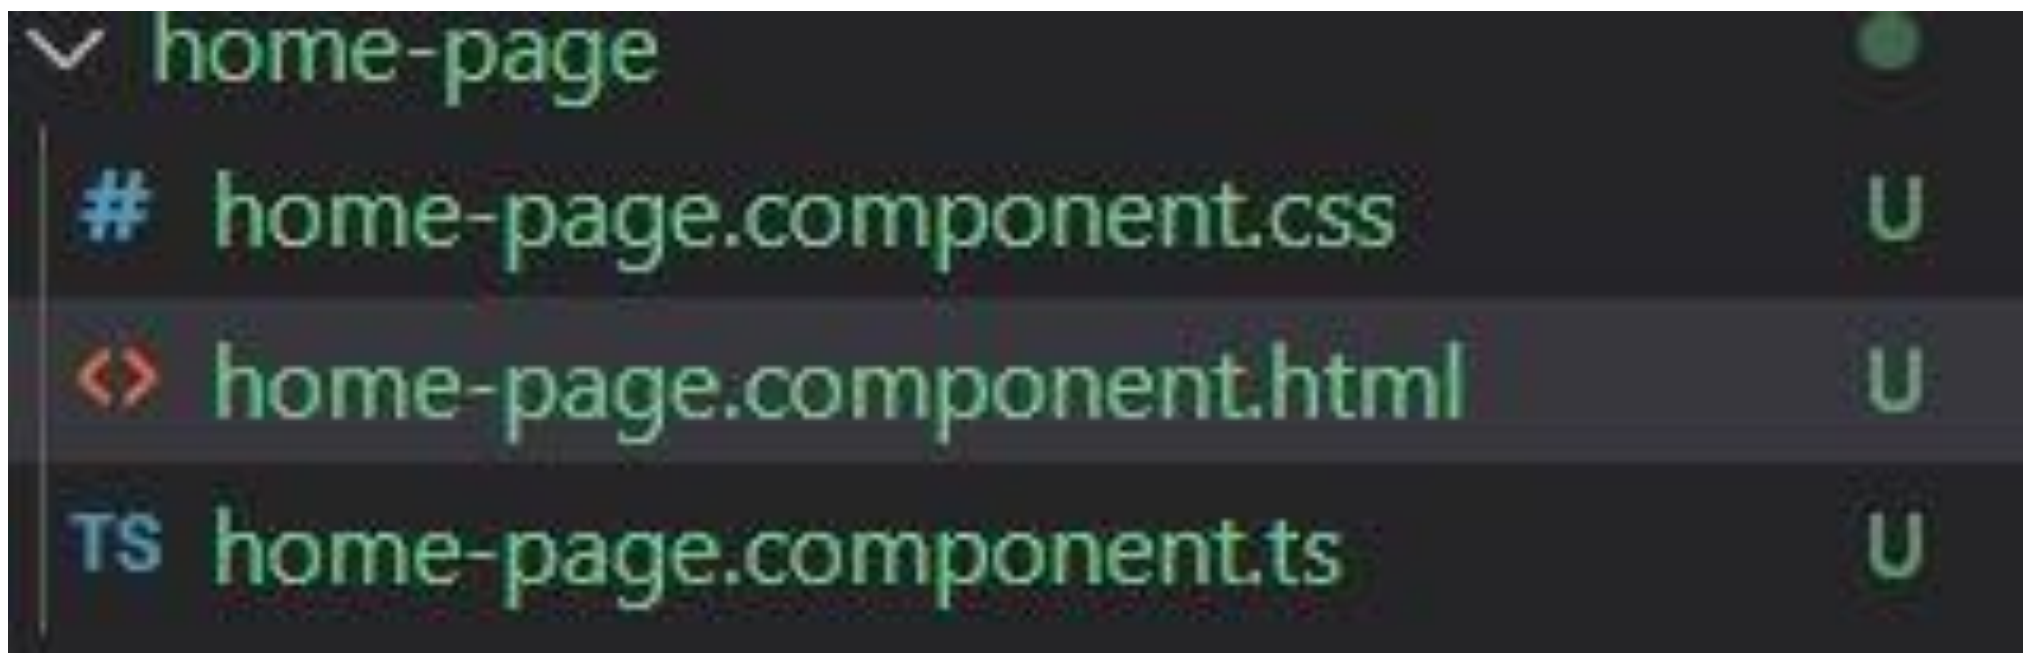 home-page
# home-page.component.css U
<> home-page.component.html U
TS home-page.component.ts U